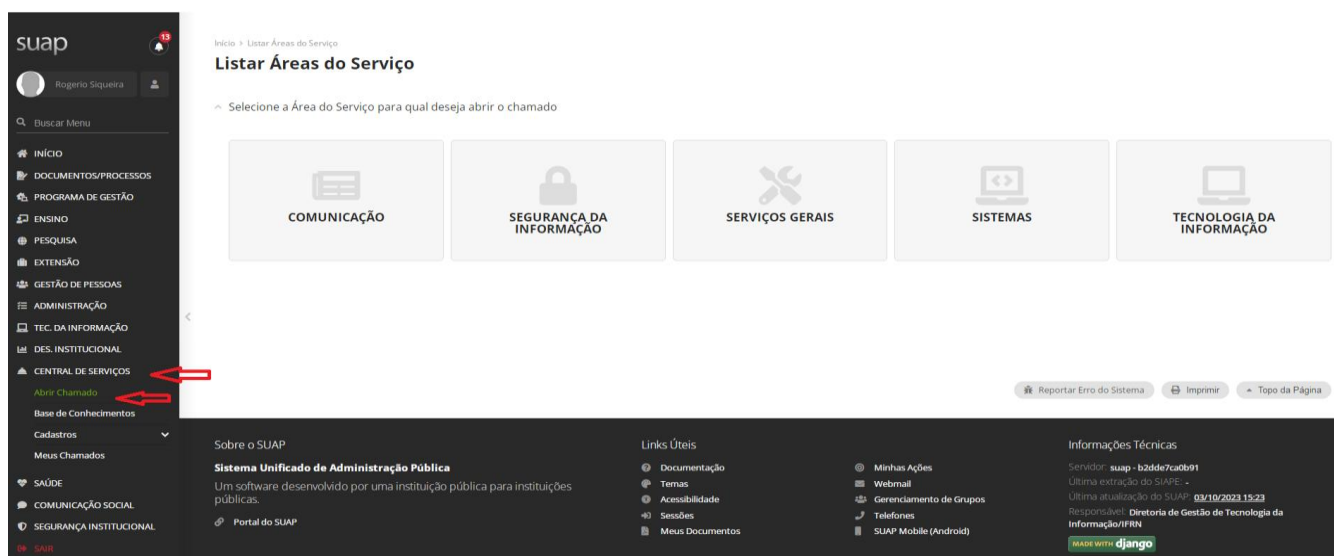 suap
13
Rogerio Siqueira
Buscar Menu
INÍCIO
DOCUMENTOS/PROCESSOS
PROGRAMA DE GESTÃO
ENSINO
PESQUISA
EXTENSÃO
GESTÃO DE PESSOAS
ADMINISTRAÇÃO
TEC. DA INFORMAÇÃO
DES. INSTITUCIONAL
CENTRAL DE SERVIÇOS
Abrir Chamado
Base de Conhecimentos
Cadastros
Meus Chamados
SAÚDE
COMUNICAÇÃO SOCIAL
SEGURANÇA INSTITUCIONAL
SAIR
Início > Listar Áreas do Serviço
Listar Áreas do Serviço
Selecione a Área do Serviço para qual deseja abrir o chamado
COMUNICAÇÃO
SEGURANÇA DA
INFORMAÇÃO
SERVIÇOS GERAIS
SISTEMAS
TECNOLOGIA DA
INFORMAÇÃO
Reportar Erro do Sistema
Imprimir
Topo da Página
Sobre o SUAP
Sistema Unificado de Administração Pública
Um software desenvolvido por uma instituição pública para instituições
públicas.
Portal do SUAP
Links Úteis
Documentação
Temas
Acessibilidade
Sessões
Meus Documentos
Minhas Ações
Webmail
Gerenciamento de Grupos
Telefones
SUAP Mobile (Android)
Informações Técnicas
Servidor: suap - b2dde7ca0b91
Última extração do SIAPE: -
Última atualização do SUAP: 03/10/2023 15:23
Responsável: Diretoria de Gestão de Tecnologia da
Informação/IFRN
MADE WITH django